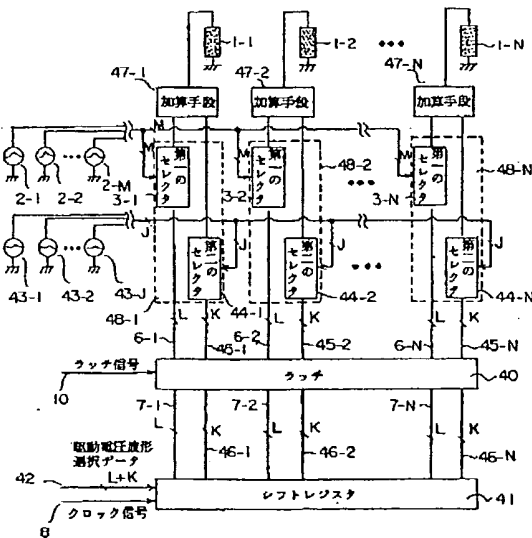 1-1
1-2
1-N
47-1
47-2
47-N
加算手段
加算手段
加算手段
M
M
M
M
48-2
48-N
2-1
2-2
2-M
3-1
3-2
3-N
第一のセレクタ
第一のセレクタ
第一のセレクタ
J
J
J
J
43-1
43-2
43-J
第二のセレクタ
第二のセレクタ
第二のセレクタ
48-1
44-1
44-2
44-N
L
K
L
K
L
K
6-1
45-1
6-2
45-2
6-N
45-N
ラッチ信号
10
ラッチ
40
7-1
7-2
7-N
L
K
L
K
L
K
46-1
46-2
46-N
駆動電圧波形
選択データ
L+K
42
クロック信号
8
シフトレジスタ
41